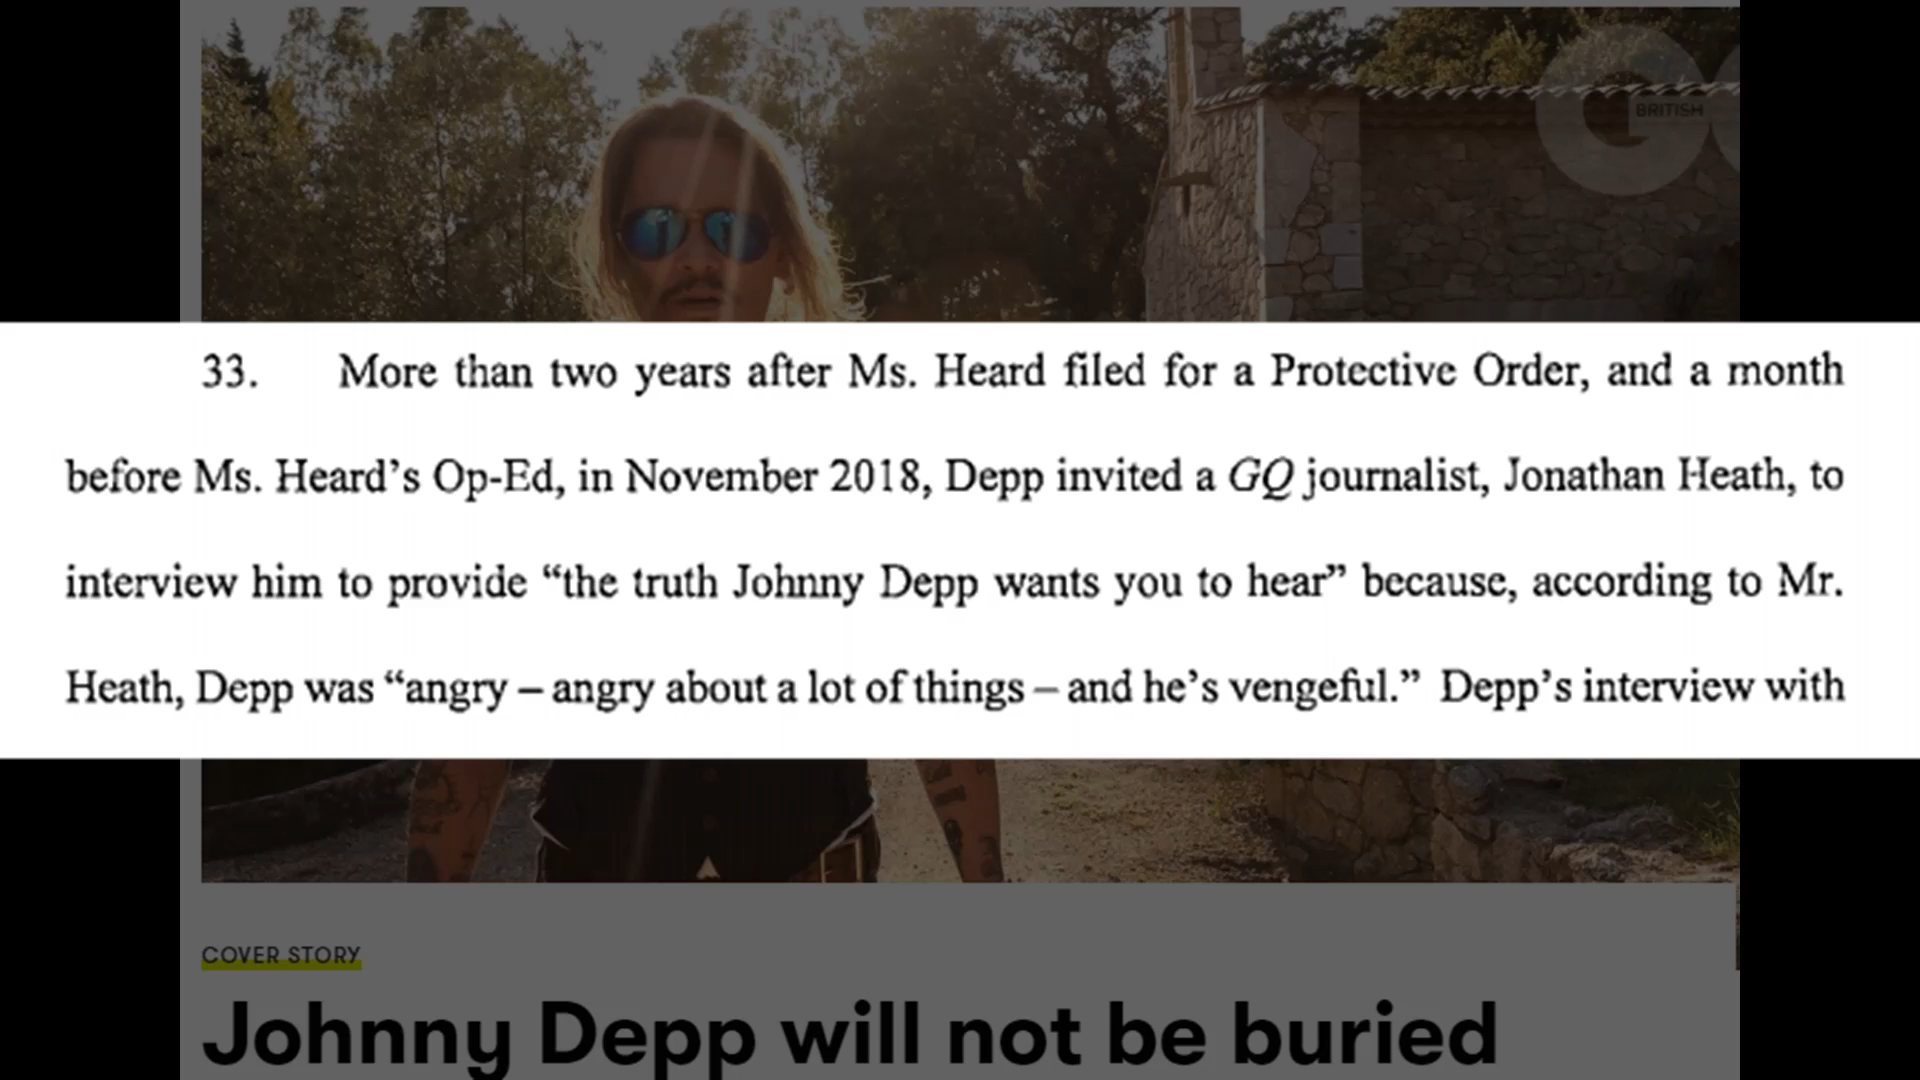 BRITISH
33. More than two years after Ms. Heard filed for a Protective Order, and a month
before Ms. Heard’s Op-Ed, in November 2018, Depp invited a GQ journalist, Jonathan Heath, to
interview him to provide “the truth Johnny Depp wants you to hear” because, according to Mr.
Heath, Depp was “angry – angry about a lot of things – and he’s vengeful.” Depp’s interview with
COVER STORY
Johnny Depp will not be buried